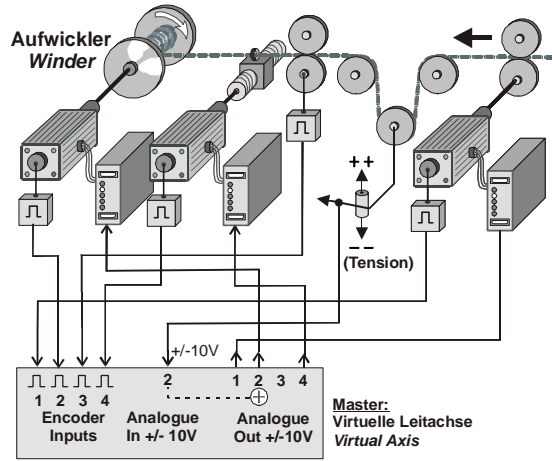 Aufwickler
Winder
++
--
(Tension)
+/-10V
2
1 2 3 4
1 2 3 4
Encoder Inputs
Analogue In +/- 10V
Analogue Out +/-10V
Master:
Virtuelle Leitachse
Virtual Axis